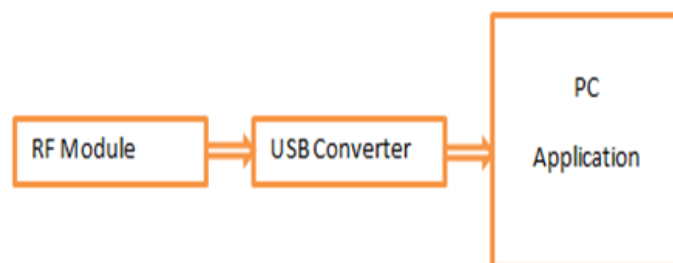 RF Module
USB Converter
PC
Application